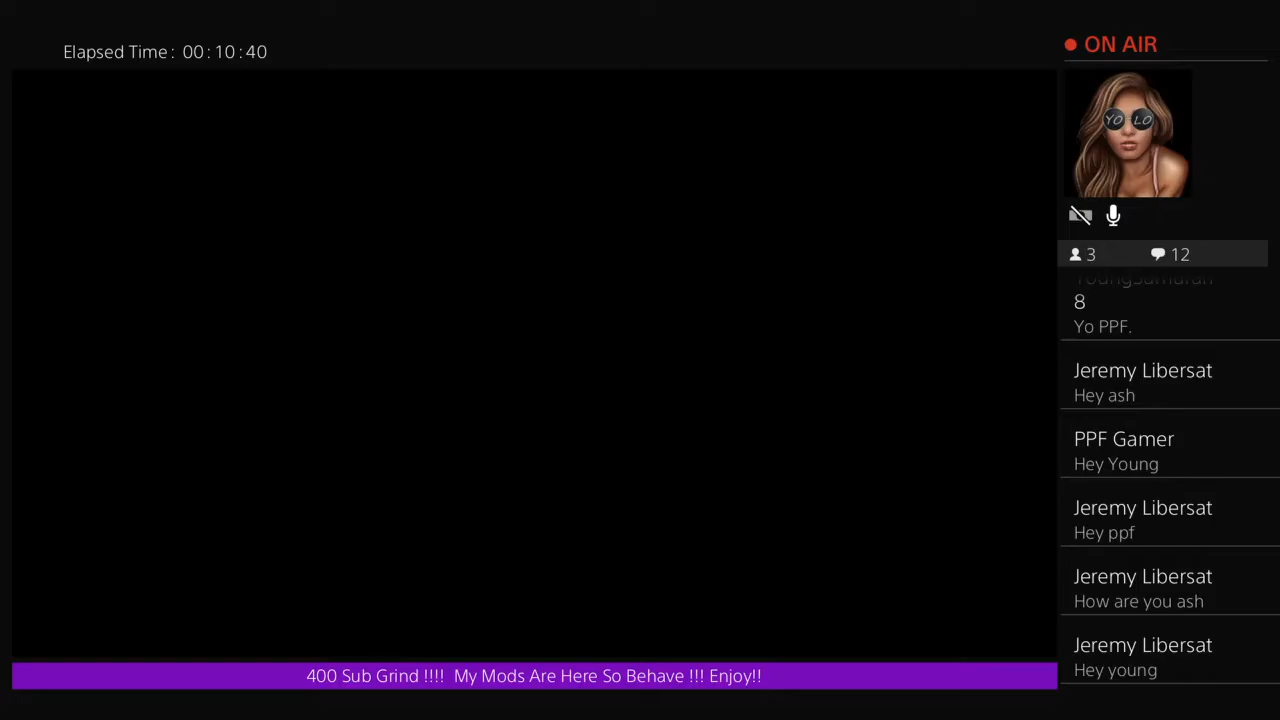 Elapsed Time: 00:10:40
ON AIR
YO LO
3 12
8
Yo PPF.
Jeremy Libersat
Hey ash
PPF Gamer
Hey Young
Jeremy Libersat
Hey ppf
Jeremy Libersat
How are you ash
Jeremy Libersat
Hey young
400 Sub Grind !!!! My Mods Are Here So Behave !!! Enjoy!!